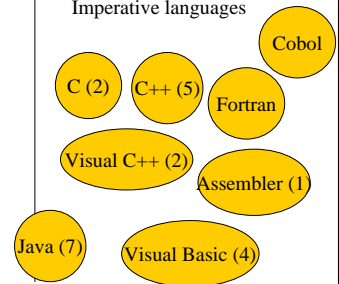 Imperative languages
Cobol
C (2)
C++ (5)
Fortran
Visual C++ (2)
Assembler (1)
Java (7)
Visual Basic (4)